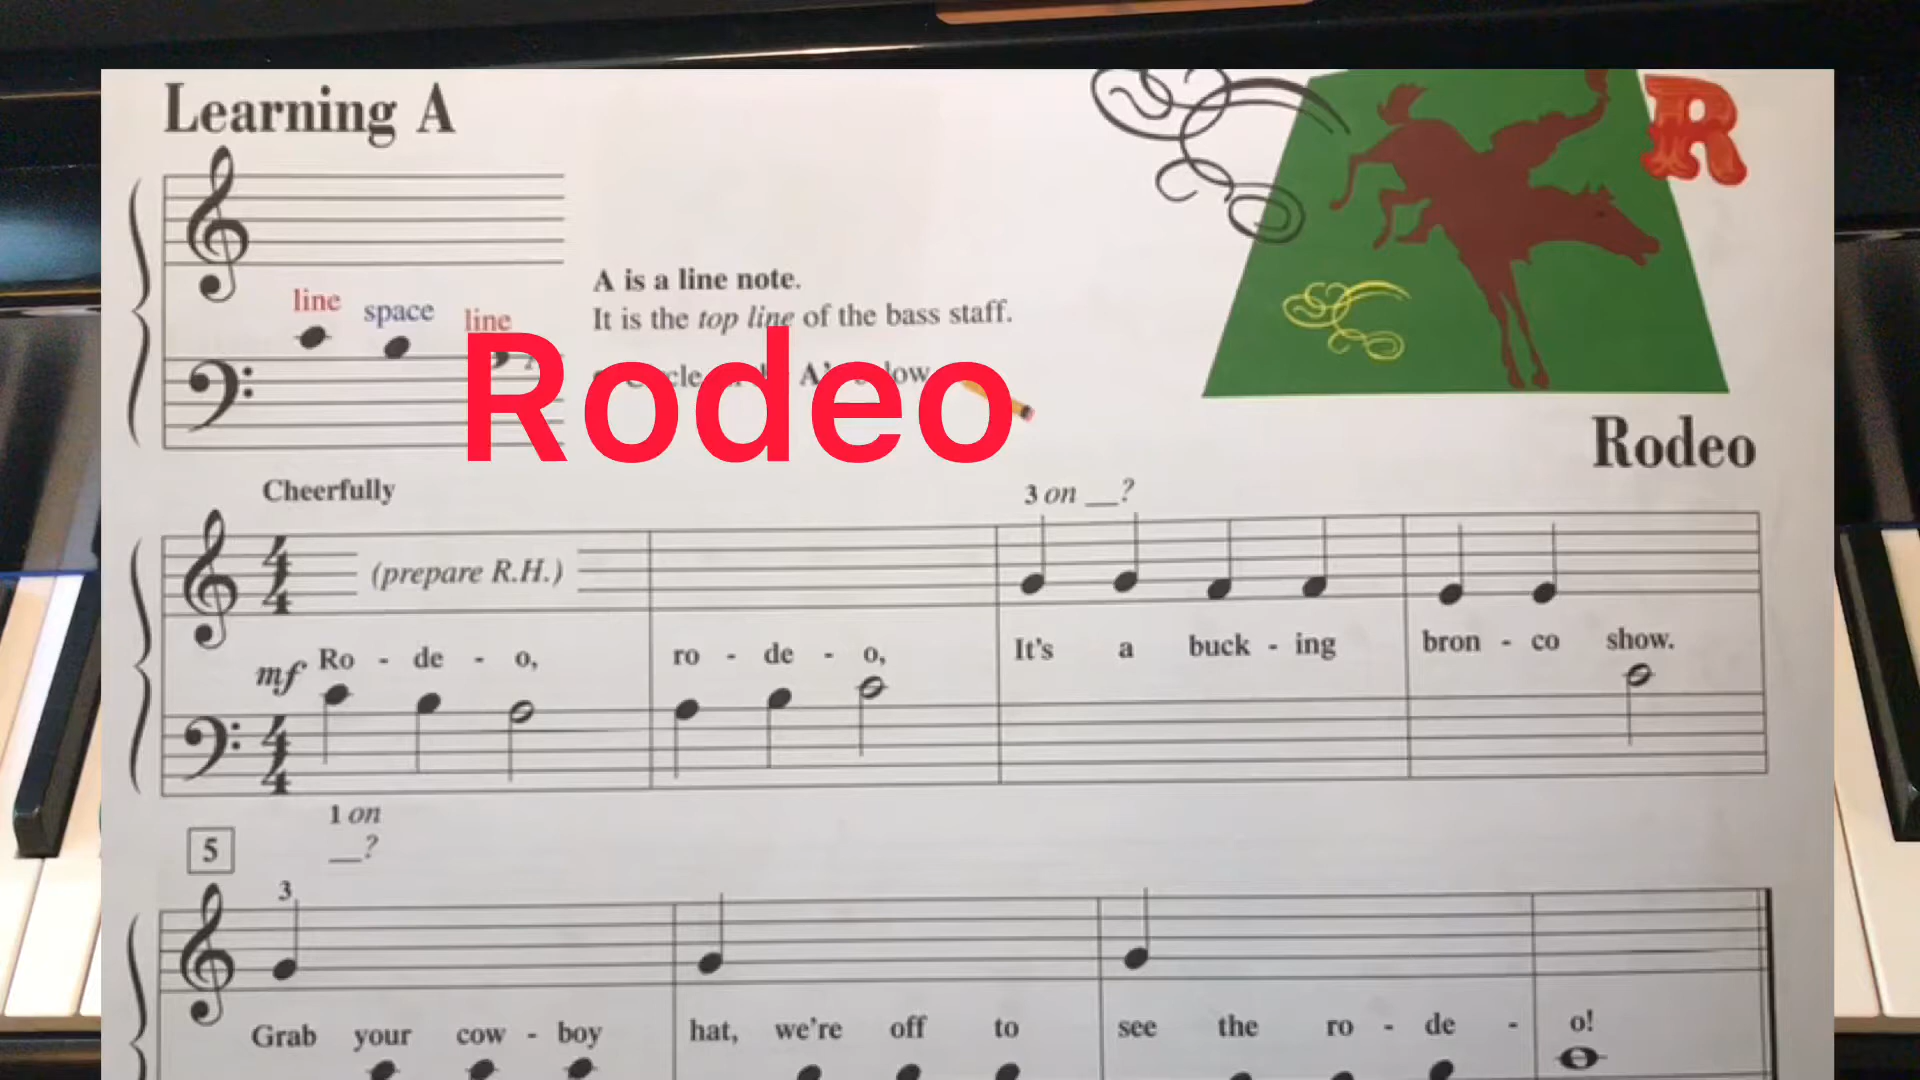 Learning A
R
line space line
A is a line note.
It is the top line of the bass staff.
Rodeo
Rodeo
Cheerfully
3 on __?
(prepare R.H.)
mf Ro - de - o, ro - de - o, It's a buck - ing bron - co show.
1 on
__?
5
3
Grab your cow - boy hat, we're off to see the ro - de - o!